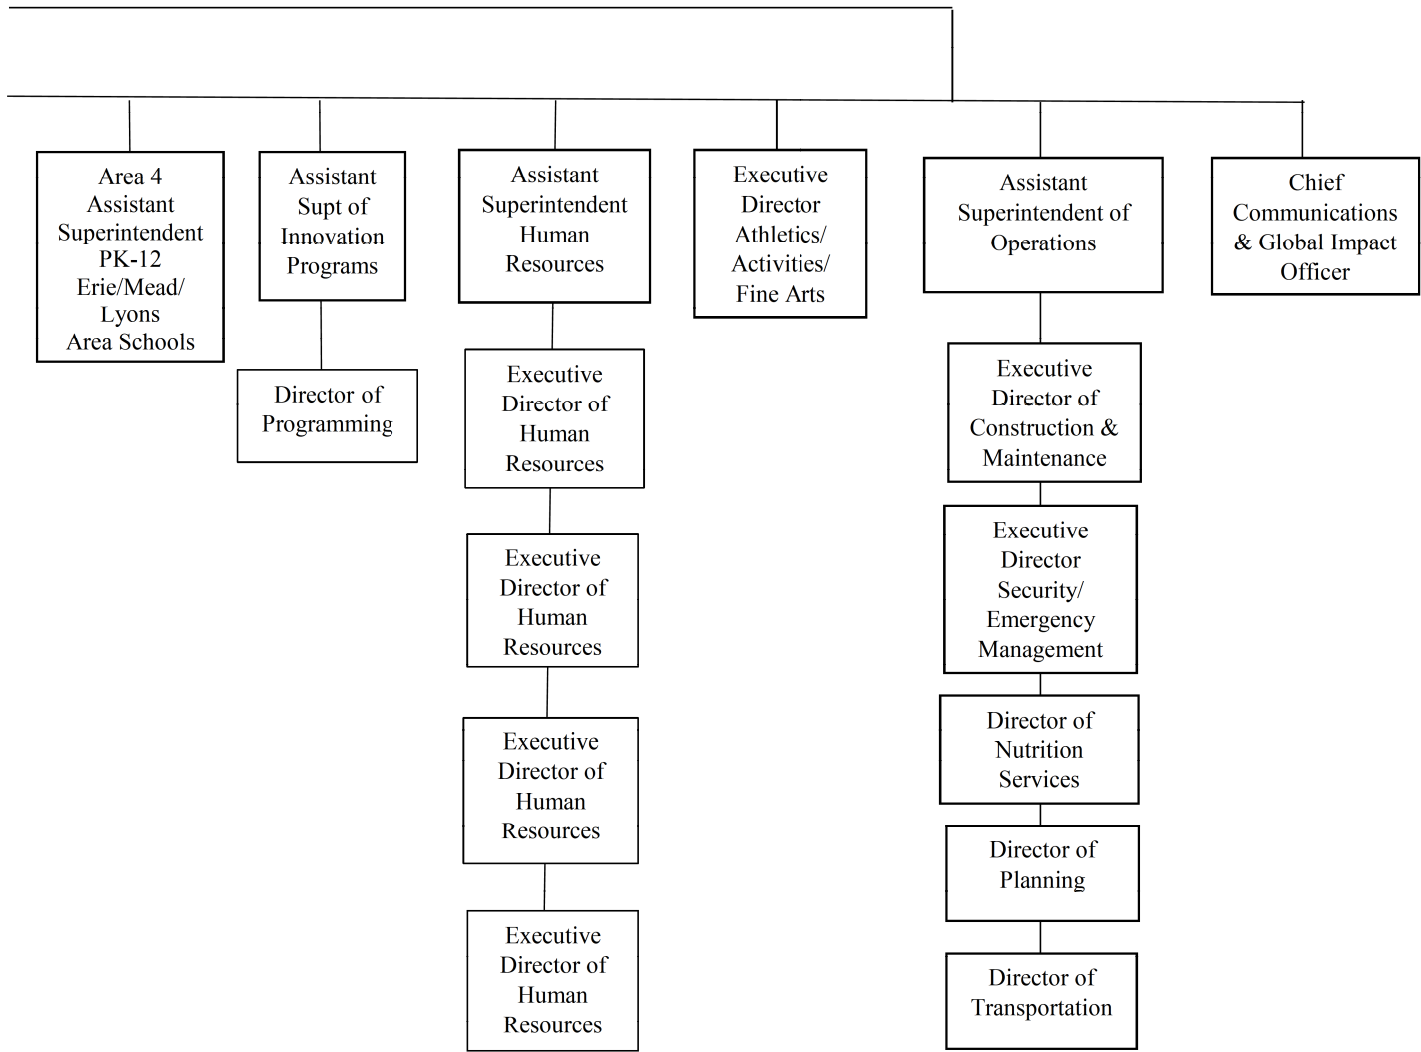 Area 4
Assistant
Superintendent
PK-12
Erie/Mead/
Lyons
Area Schools
Assistant
Supt of
Innovation
Programs
Director of
Programming
Assistant
Superintendent
Human
Resources
Executive
Director of
Human
Resources
Executive
Director of
Human
Resources
Executive
Director of
Human
Resources
Executive
Director of
Human
Resources
Executive
Director
Athletics/
Activities/
Fine Arts
Assistant
Superintendent of
Operations
Executive
Director of
Construction &
Maintenance
Executive
Director
Security/
Emergency
Management
Director of
Nutrition
Services
Director of
Planning
Director of
Transportation
Chief
Communications
& Global Impact
Officer